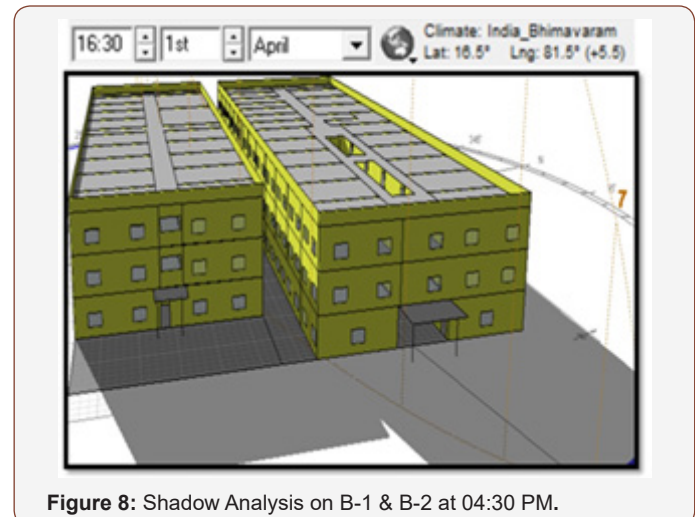 16:30 1st April Climate: India_Bhimavaram
Lat: 16.5° Lng: 81.5° (+5.5)
N
7
Figure 8: Shadow Analysis on B-1 & B-2 at 04:30 PM.